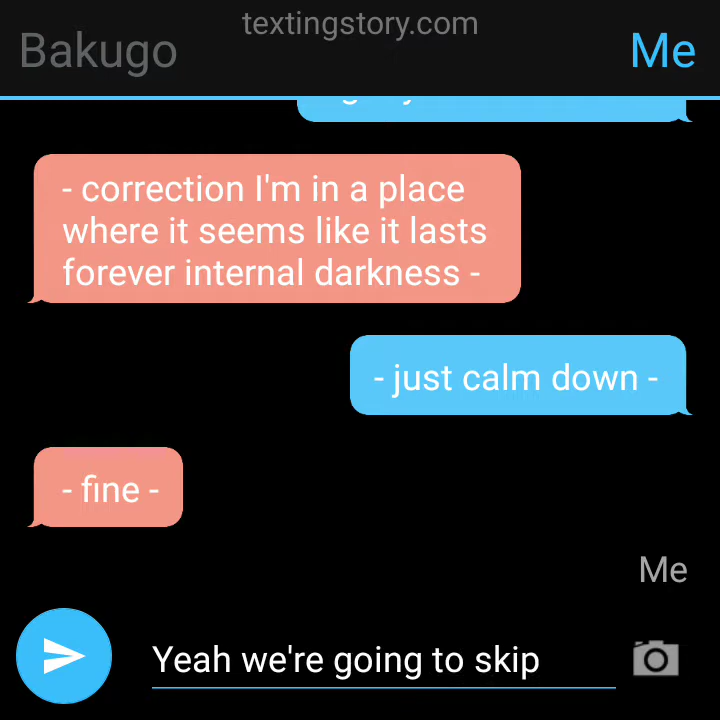 textingstory.com
Bakugo
Me
- correction I'm in a place
where it seems like it lasts
forever internal darkness -
- just calm down -
- fine -
Me
Yeah we're going to skip